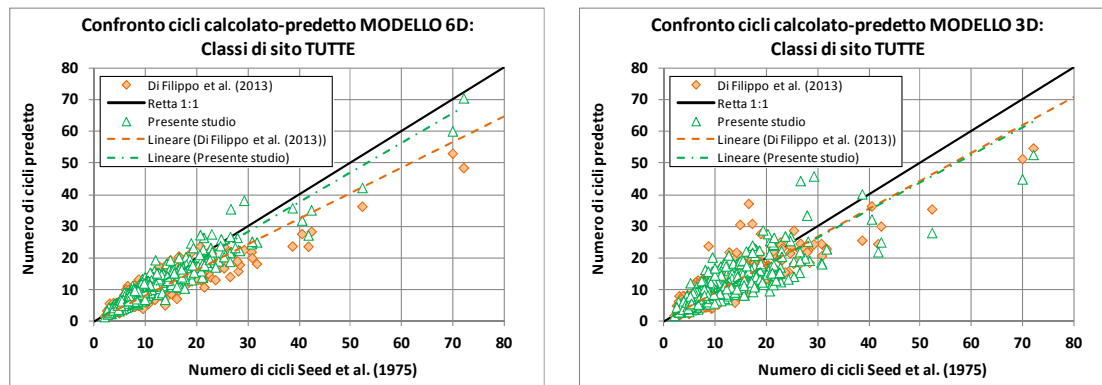 Confronto cicli calcolato-predetto MODELLO 6D:
Classi di sito TUTTE
80
70
60
50
40
30
20
10
0
Numero di cicli predetto
Di Filippo et al. (2013)
Retta 1:1
Presente studio
Lineare (Di Filippo et al. (2013))
Lineare (Presente studio)
0 10 20 30 40 50 60 70 80
Numero di cicli Seed et al. (1975)
Confronto cicli calcolato-predetto MODELLO 3D:
Classi di sito TUTTE
80
70
60
50
40
30
20
10
0
Numero di cicli predetto
Di Filippo et al. (2013)
Retta 1:1
Presente studio
Lineare (Di Filippo et al. (2013))
Lineare (Presente studio)
0 10 20 30 40 50 60 70 80
Numero di cicli Seed et al. (1975)